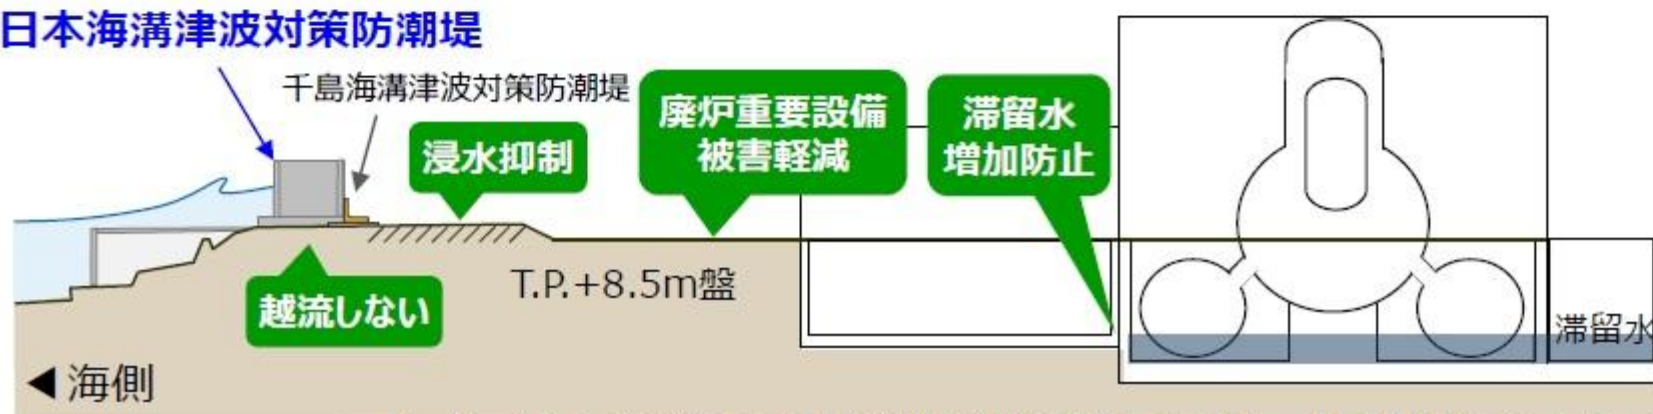 日本海溝津波対策防潮堤
千島海溝津波対策防潮堤
浸水抑制
廃炉重要設備
被害軽減
滞留水
増加防止
越流しない
T.P.+8.5m盤
滞留水
◀海側